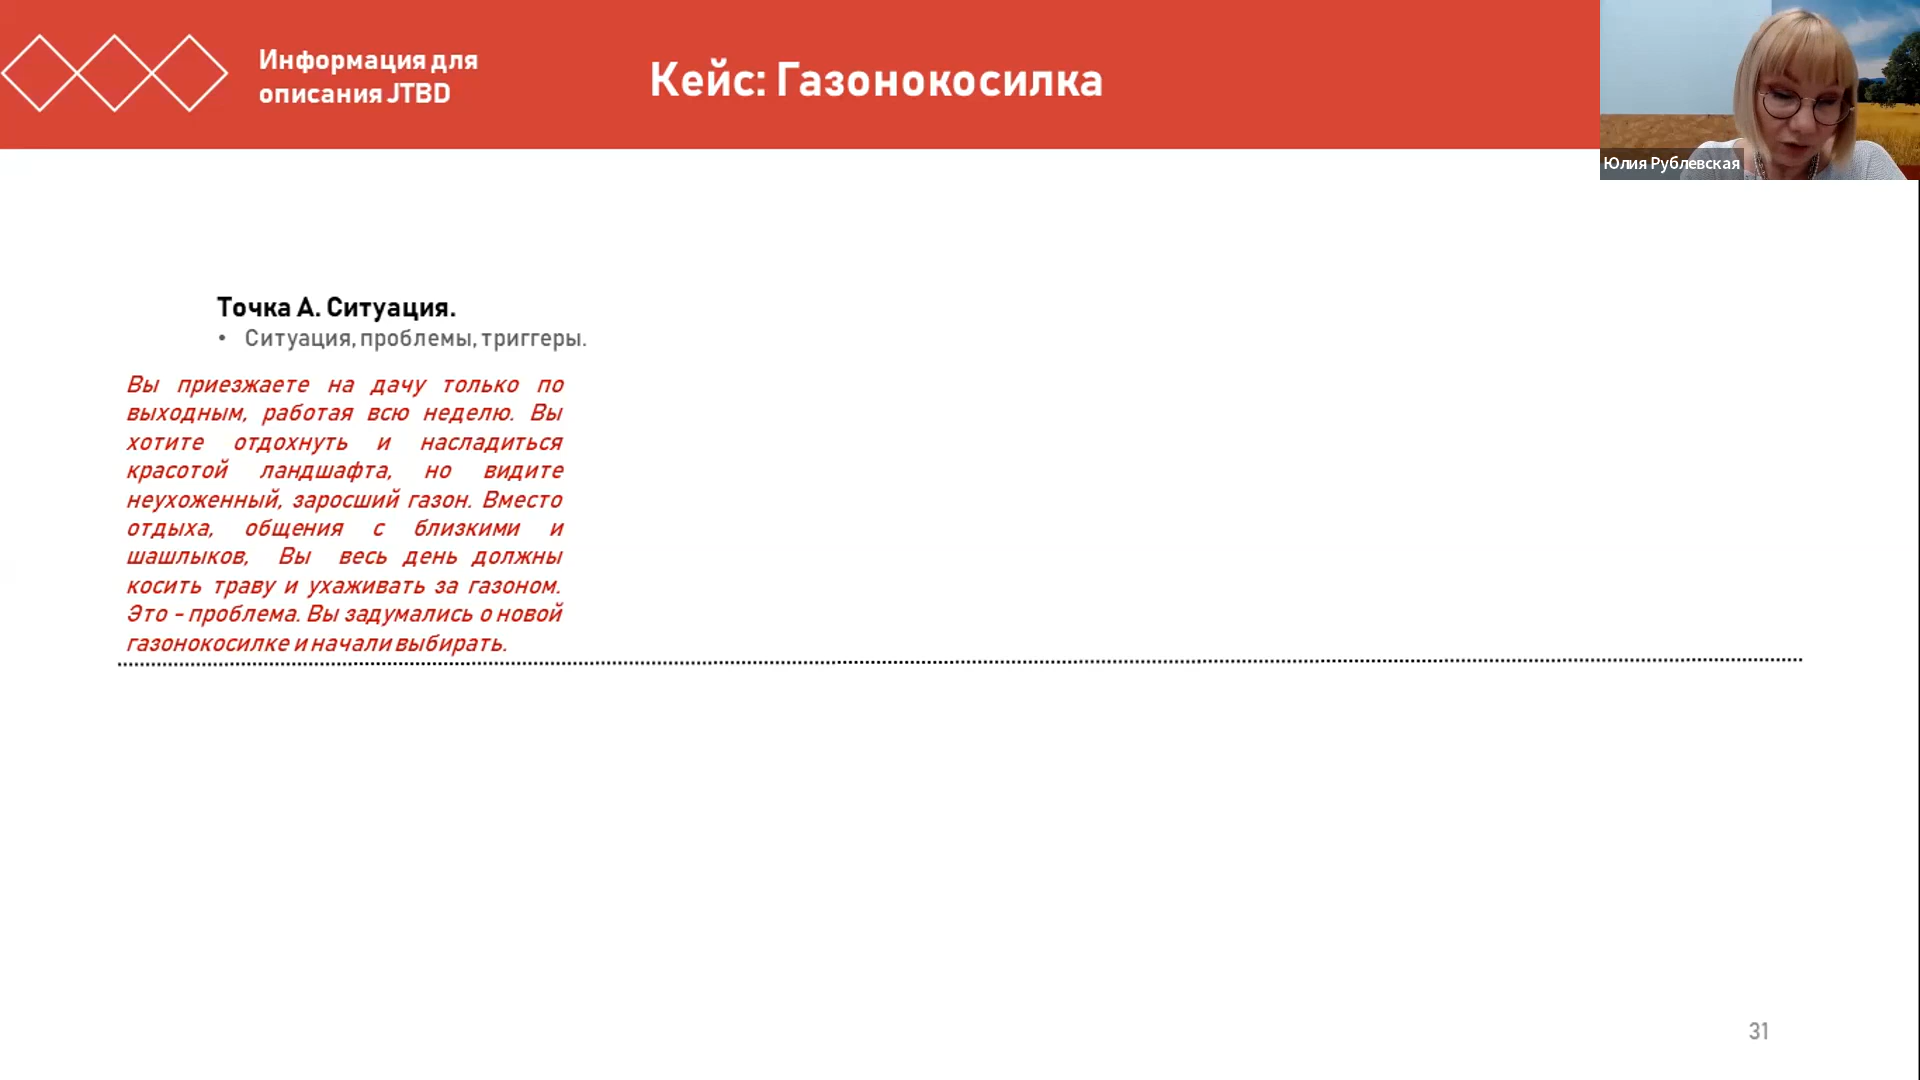 Информация для
описания JTBD
Кейс: Газонокосилка
Юлия Рублевская
Точка А. Ситуация.
• Ситуация, проблемы, триггеры.
Вы приезжаете на дачу только по
выходным, работая всю неделю. Вы
хотите отдохнуть и насладиться
красотой ландшафта, но видите
неухоженный, заросший газон. Вместо
отдыха, общения с близкими и
шашлыков, Вы весь день должны
косить траву и ухаживать за газоном.
Это - проблема. Вы задумались о новой
газонокосилке и начали выбирать.
31